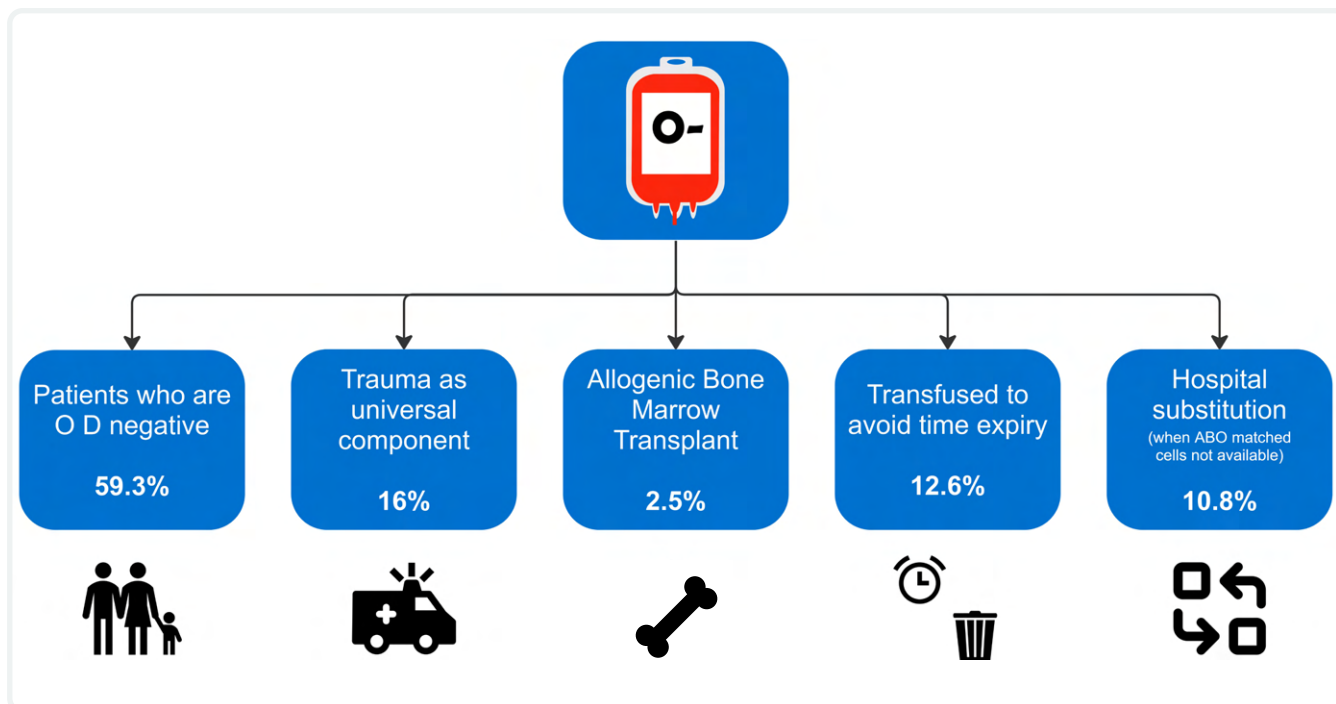 O-
Patients who are
O D negative
59.3%
Trauma as
universal
component
16%
Allogenic Bone
Marrow
Transplant
2.5%
Transfused to
avoid time expiry
12.6%
Hospital
substitution
(when ABO matched
cells not available)
10.8%